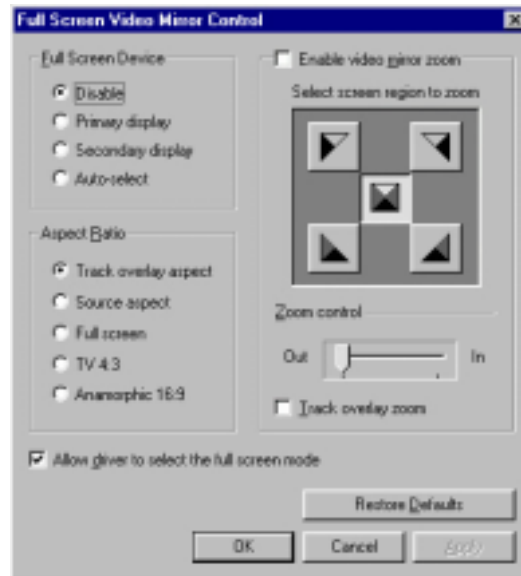 Full Screen Video Mirror Control
Full Screen Device
Disable
Primary display
Secondary display
Auto-select
Aspect Ratio
Track overlay aspect
Source aspect
Full screen
TV 4:3
Anamorphic 16:9
Enable video mirror zoom
Select screen region to zoom
Zoom control
Out
In
Track overlay zoom
Allow driver to select the full screen mode
Restore Defaults
OK
Cancel
Apply